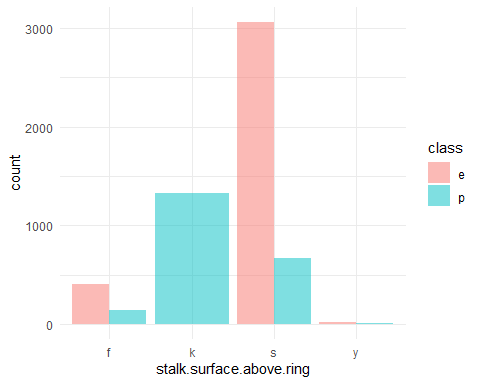 3000
2000
1000
0
count
f k s y
stalk.surface.above.ring
class
e
p